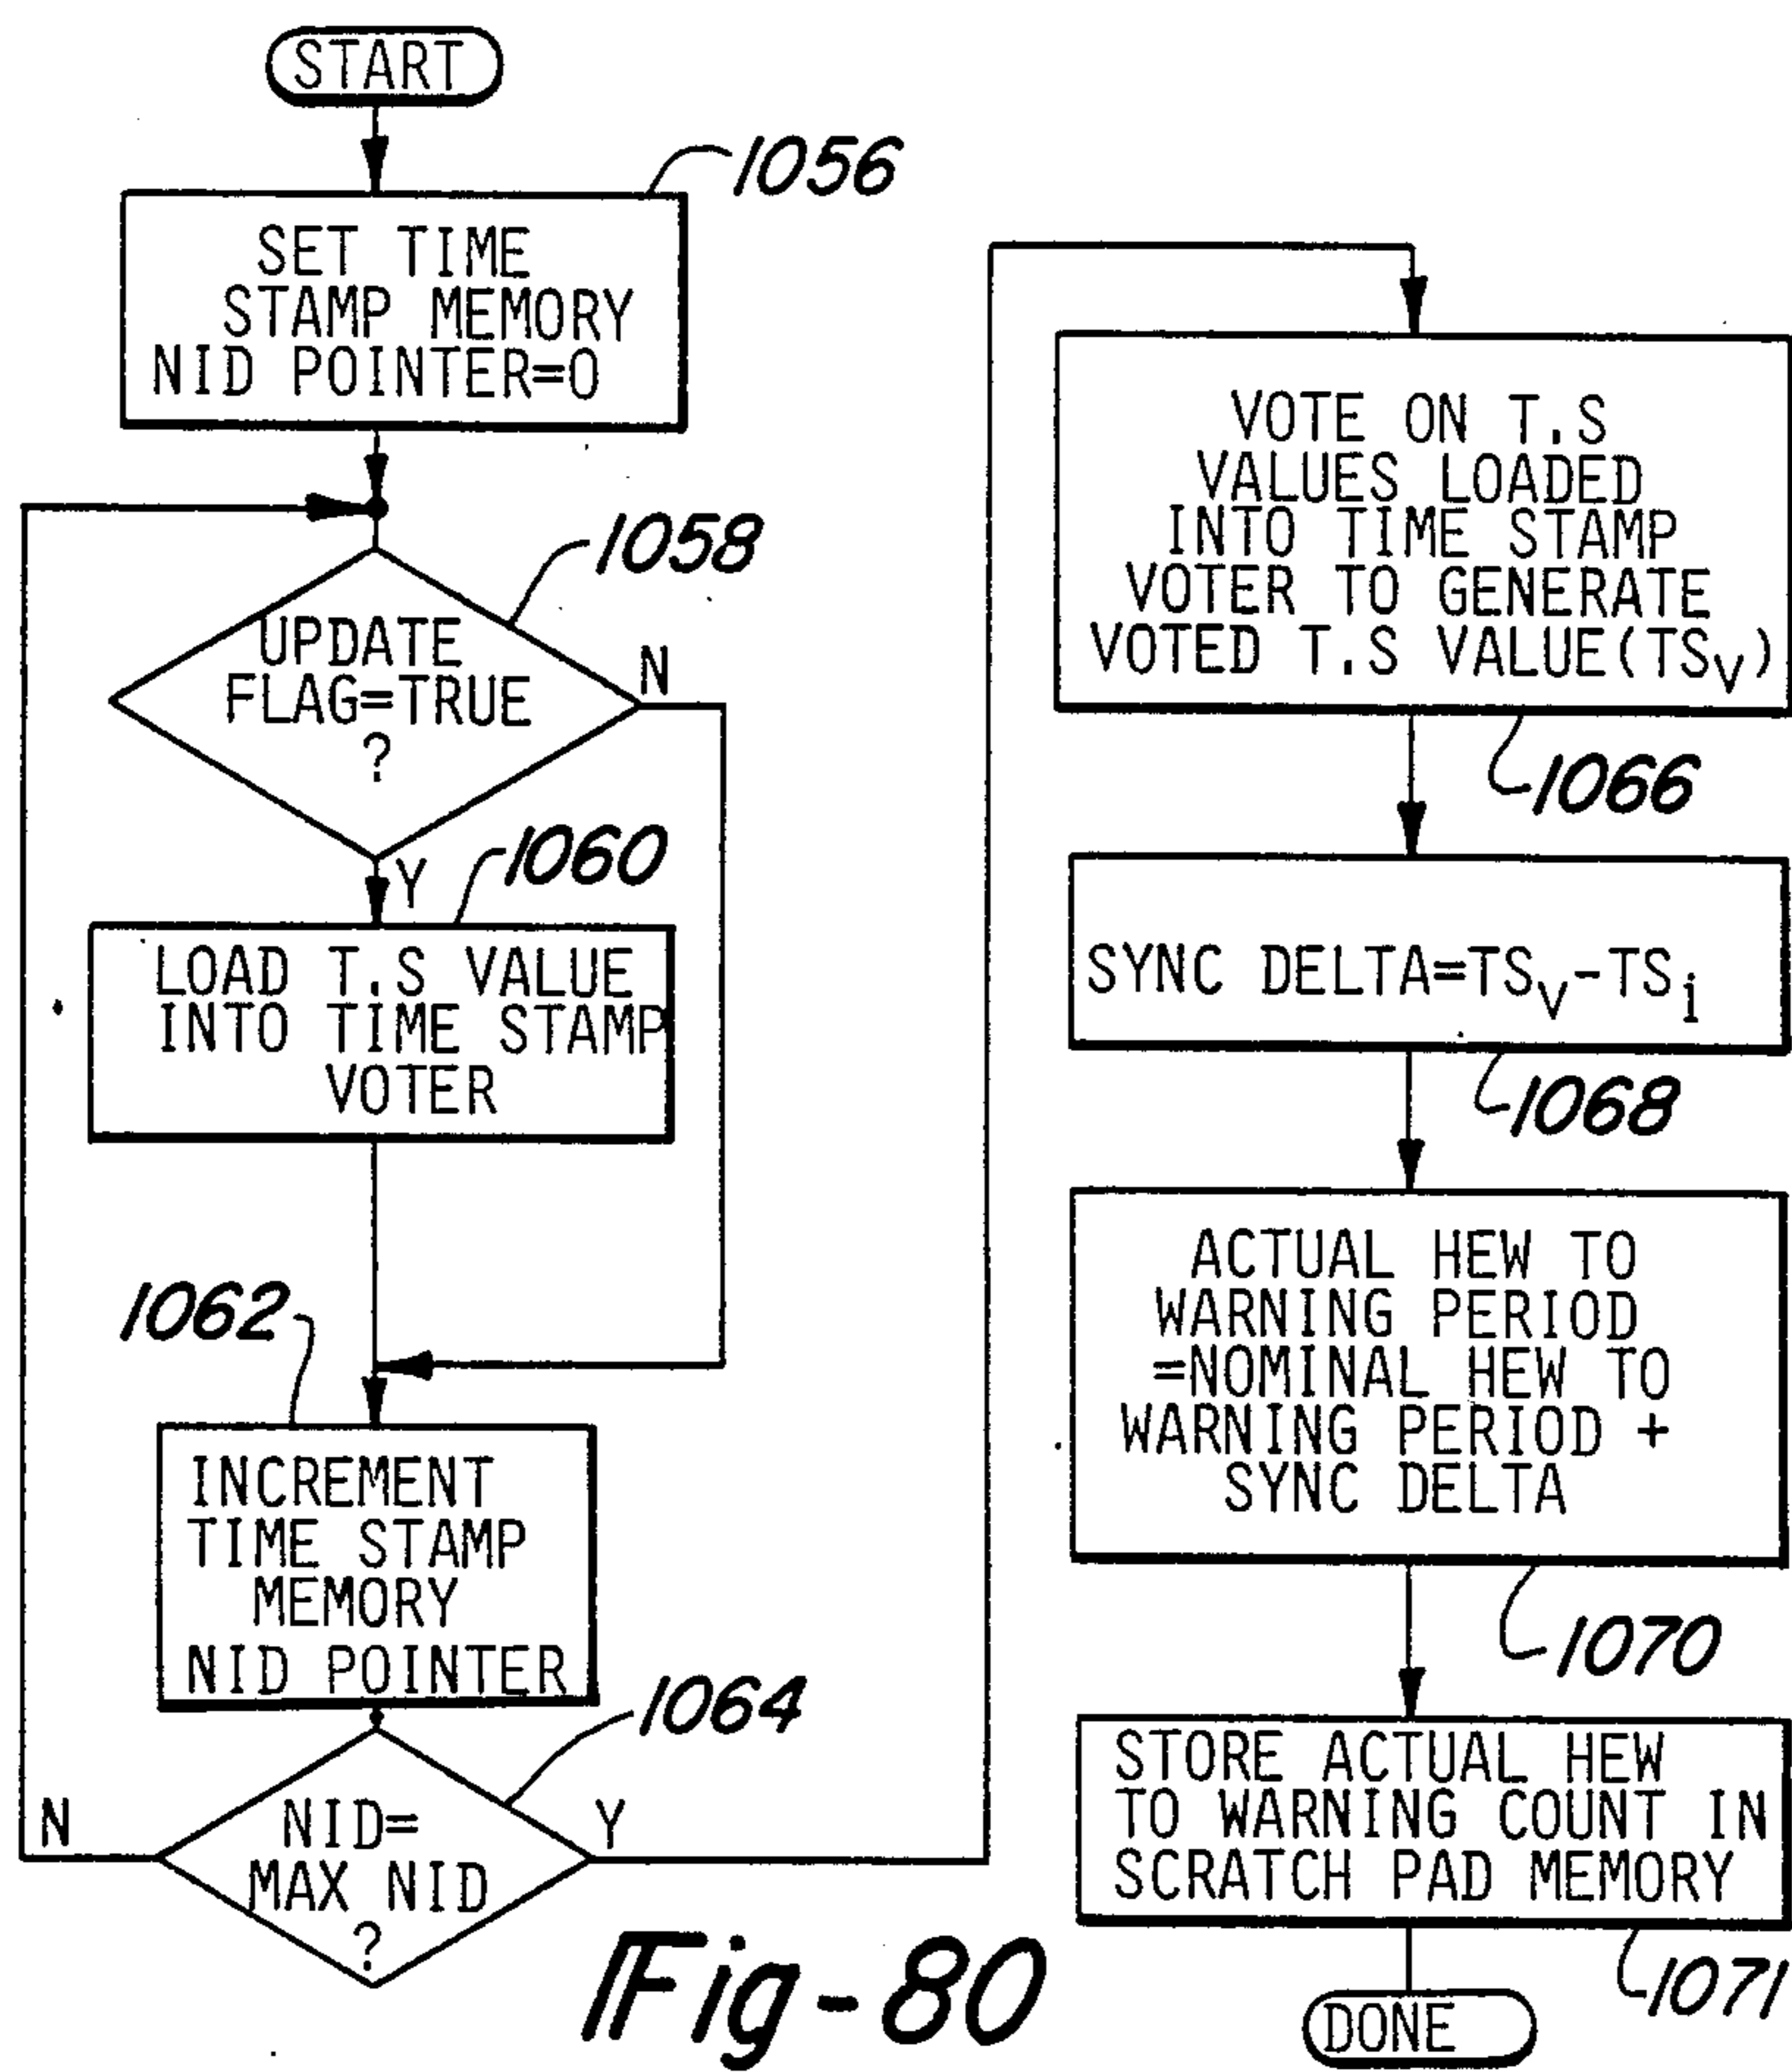 START
1056
SET TIME
STAMP MEMORY
NID POINTER=0
1058
UPDATE
FLAG=TRUE
?
N
Y
1060
LOAD T.S VALUE
INTO TIME STAMP
VOTER
1062
INCREMENT
TIME STAMP
MEMORY
NID POINTER
1064
NID=
MAX NID
?
N
Y
VOTE ON T.S
VALUES LOADED
INTO TIME STAMP
VOTER TO GENERATE
VOTED T.S VALUE(TSv)
1066
SYNC DELTA=TSv-TSi
1068
ACTUAL HEW TO
WARNING PERIOD
=NOMINAL HEW TO
WARNING PERIOD +
SYNC DELTA
1070
STORE ACTUAL HEW
TO WARNING COUNT IN
SCRATCH PAD MEMORY
1071
DONE
Fig-80